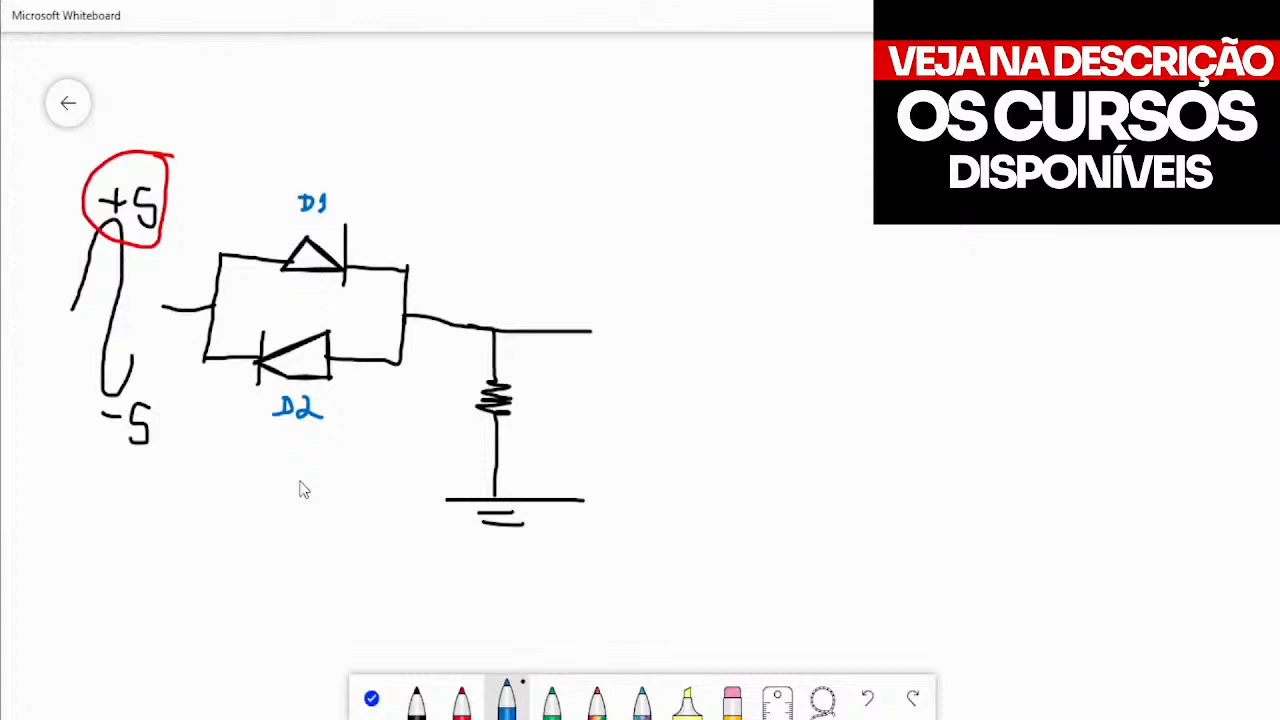 Microsoft Whiteboard
VEJA NA DESCRIÇÃO
OS CURSOS
DISPONÍVEIS
+5
D1
D2
-5